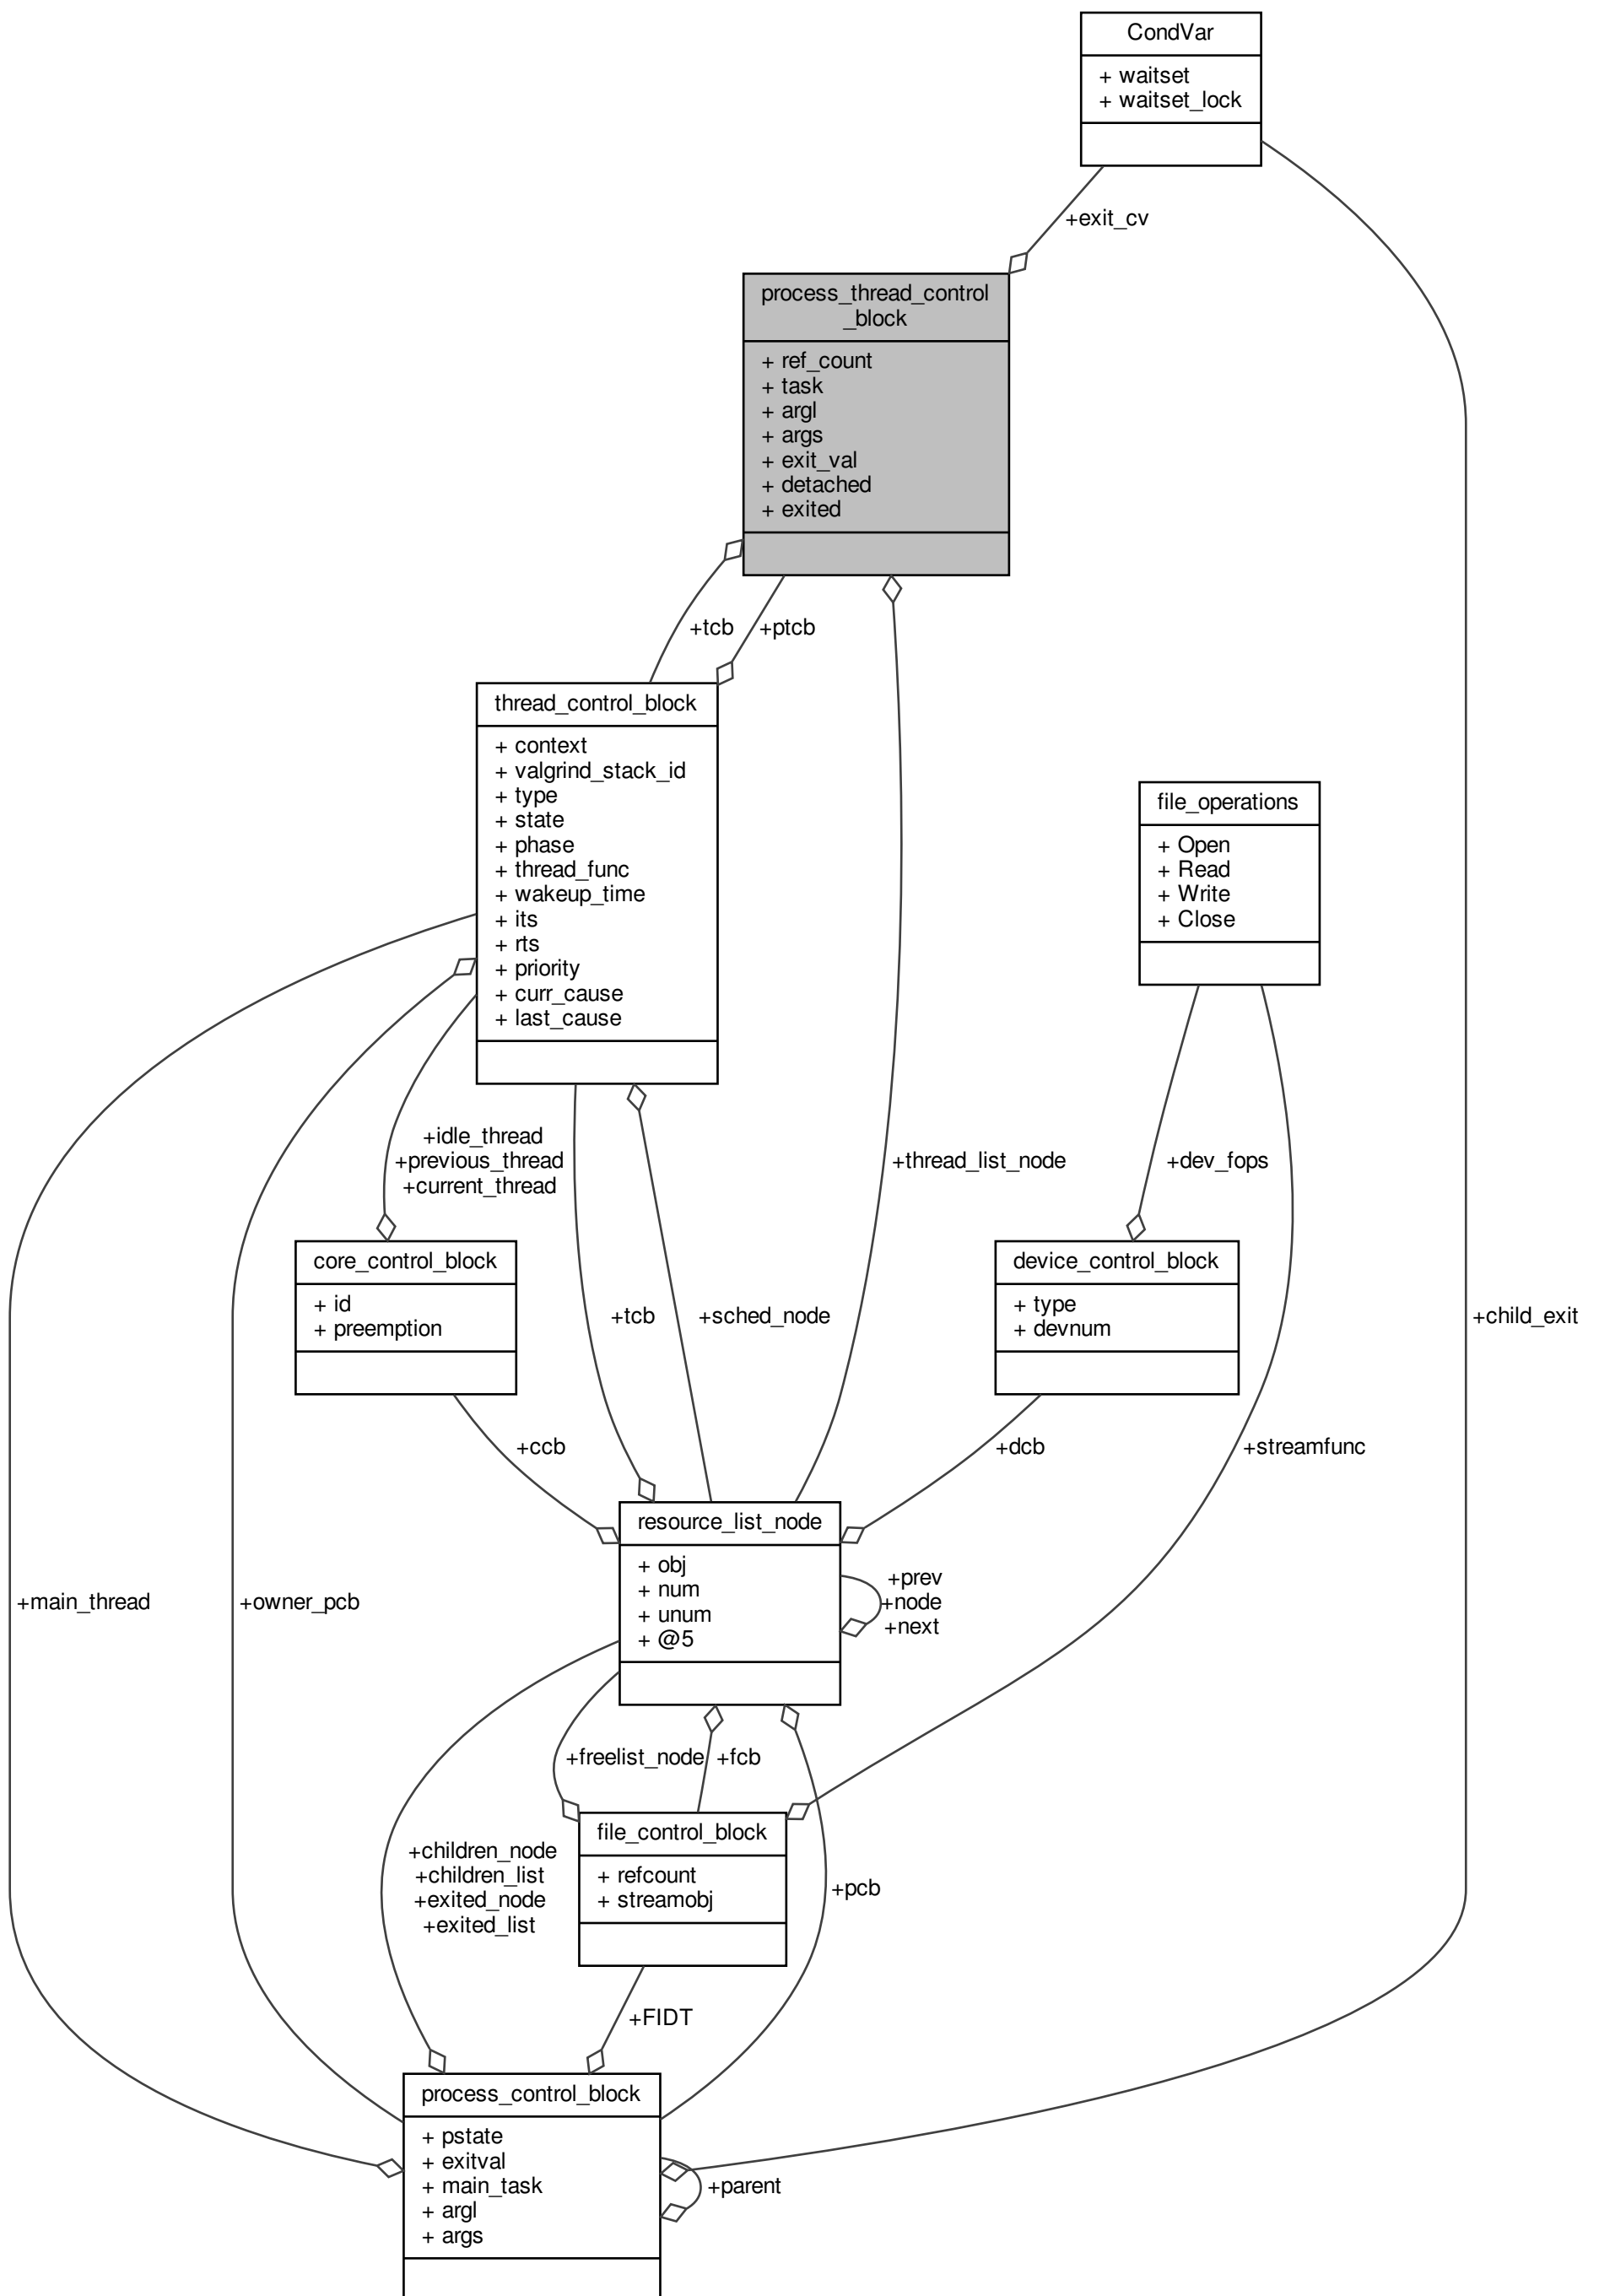 CondVar
+ waitset
+ waitset_lock
+exit_cv
process_thread_control
_block
+ ref_count
+ task
+ argl
+ args
+ exit_val
+ detached
+ exited
+tcb
+ptcb
thread_control_block
+ context
+ valgrind_stack_id
+ type
+ state
+ phase
+ thread_func
+ wakeup_time
+ its
+ rts
+ priority
+ curr_cause
+ last_cause
file_operations
+ Open
+ Read
+ Write
+ Close
+idle_thread
+previous_thread
+current_thread
+thread_list_node
+dev_fops
core_control_block
+ id
+ preemption
+tcb
+sched_node
device_control_block
+ type
+ devnum
+child_exit
+ccb
+dcb
+streamfunc
resource_list_node
+ obj
+ num
+ unum
+ @5
+prev
+node
+next
+main_thread
+owner_pcb
+freelist_node
+fcb
file_control_block
+ refcount
+ streamobj
+children_node
+children_list
+exited_node
+exited_list
+pcb
+FIDT
process_control_block
+ pstate
+ exitval
+ main_task
+ argl
+ args
+parent